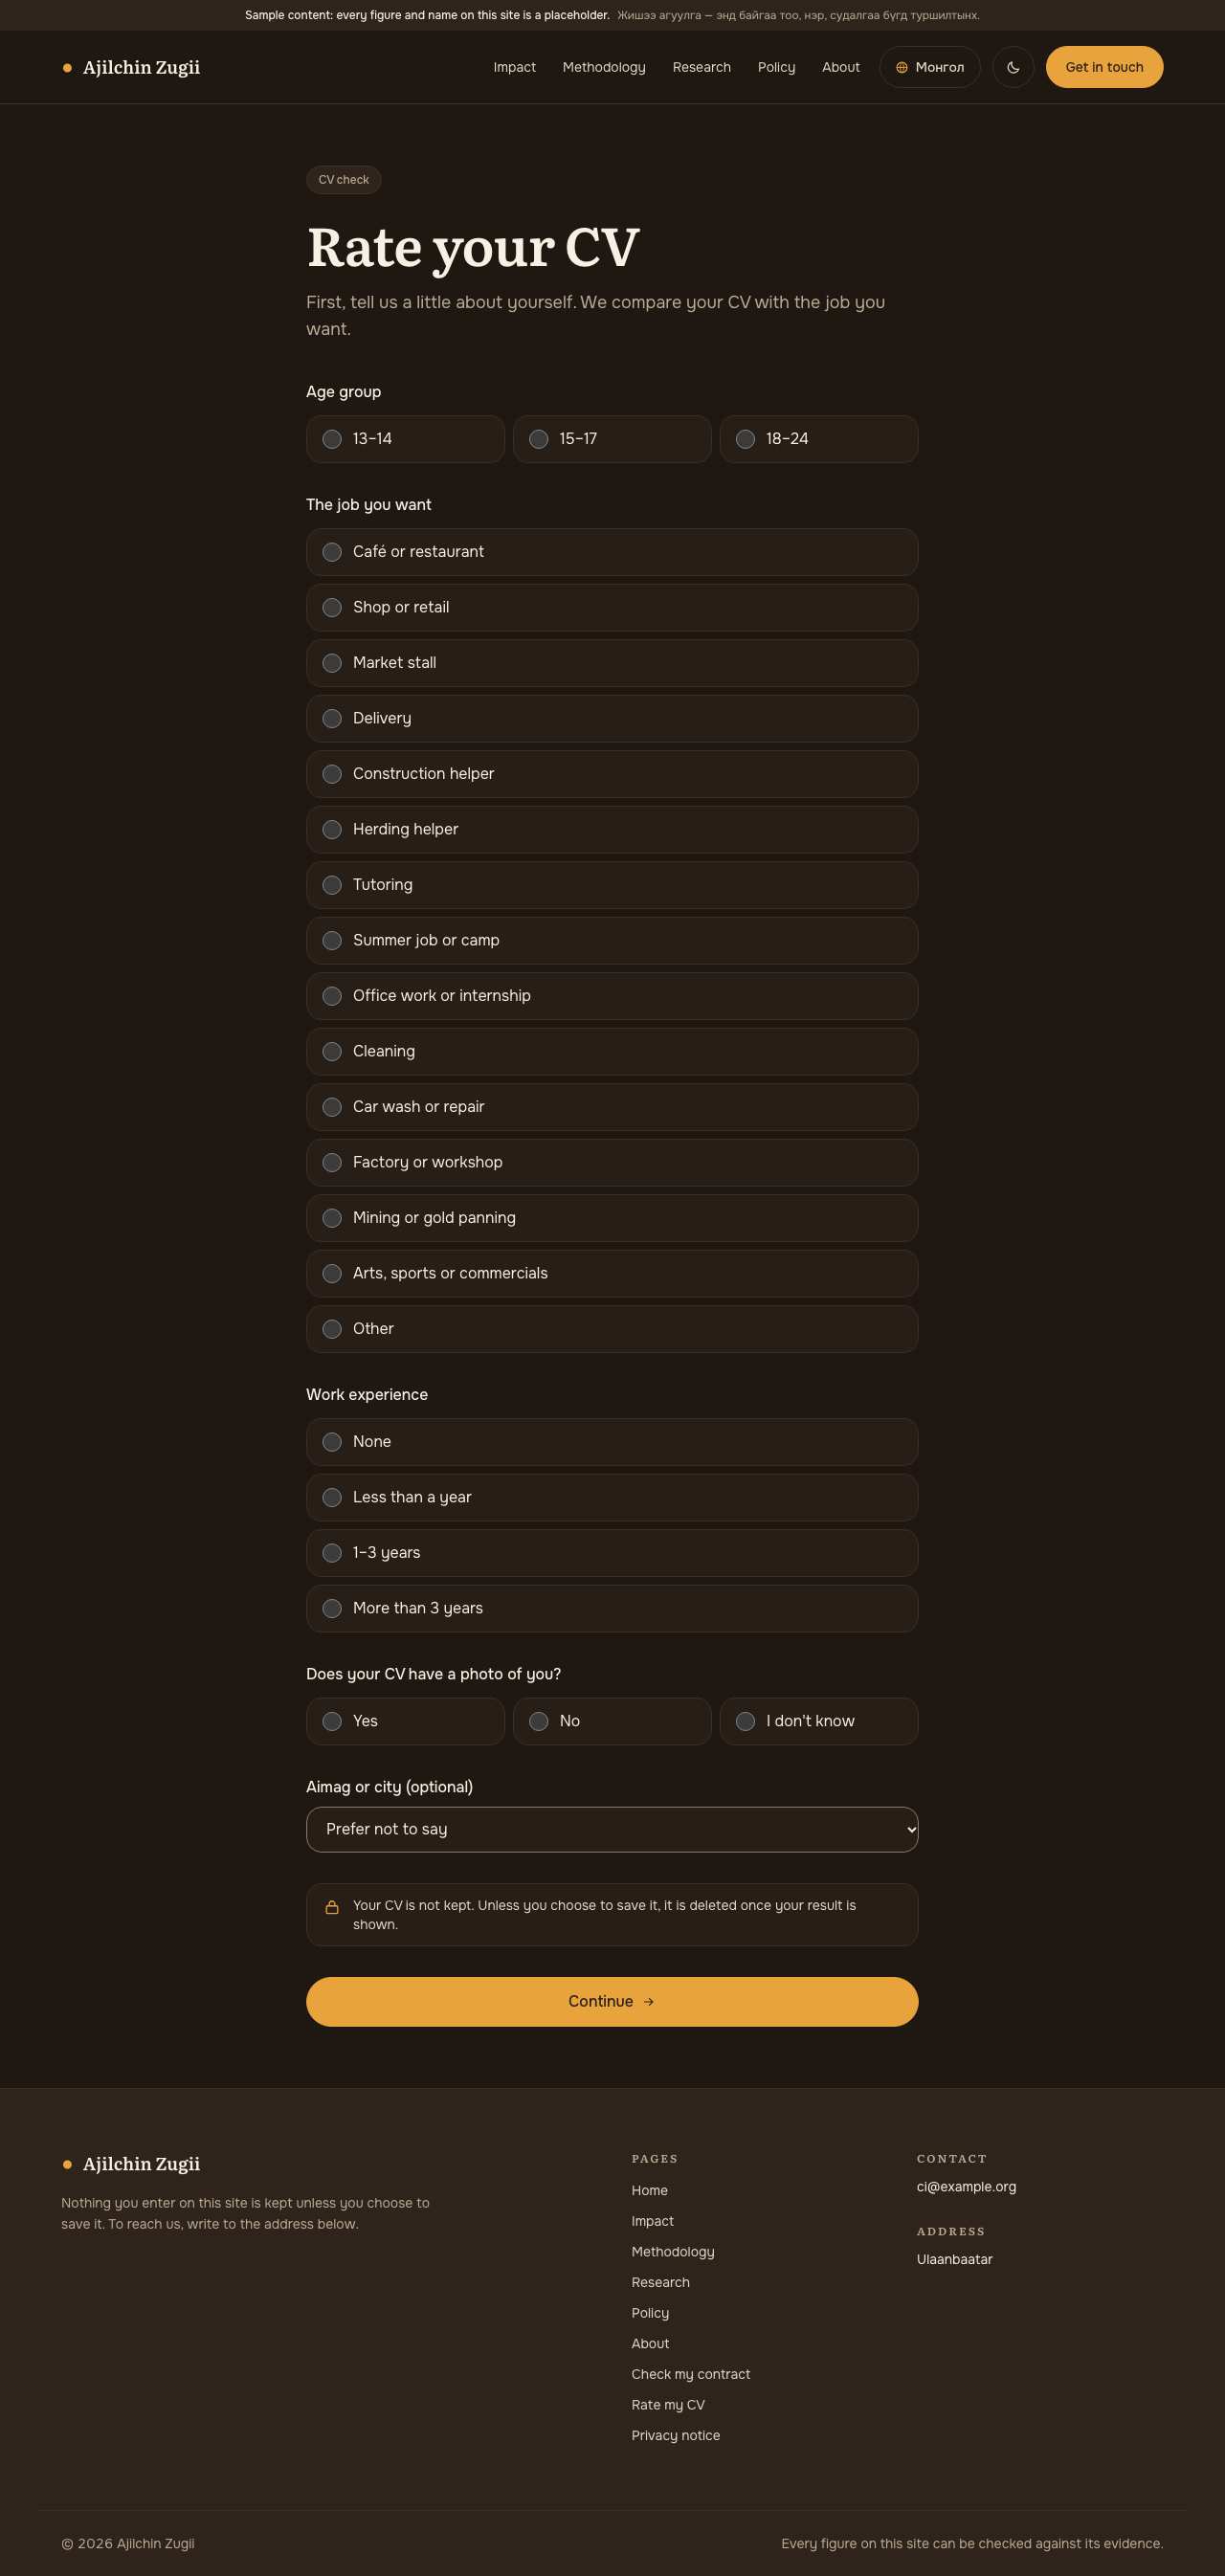 Sample content: every figure and name on this site is a placeholder. Жишээ агуулга — энд байгаа тоо, нэр, судалгаа бүгд туршилтынх.
Ajilchin Zugii
Impact
Methodology
Research
Policy
About
Монгол
Get in touch
CV check
Rate your CV
First, tell us a little about yourself. We compare your CV with the job you
want.
Age group
13–14
15–17
18–24
The job you want
Café or restaurant
Shop or retail
Market stall
Delivery
Construction helper
Herding helper
Tutoring
Summer job or camp
Office work or internship
Cleaning
Car wash or repair
Factory or workshop
Mining or gold panning
Arts, sports or commercials
Other
Work experience
None
Less than a year
1–3 years
More than 3 years
Does your CV have a photo of you?
Yes
No
I don't know
Aimag or city (optional)
Prefer not to say
Your CV is not kept. Unless you choose to save it, it is deleted once your result is
shown.
Continue →
Ajilchin Zugii
Nothing you enter on this site is kept unless you choose to
save it. To reach us, write to the address below.
PAGES
Home
Impact
Methodology
Research
Policy
About
Check my contract
Rate my CV
Privacy notice
CONTACT
ci@example.org
ADDRESS
Ulaanbaatar
© 2026 Ajilchin Zugii
Every figure on this site can be checked against its evidence.